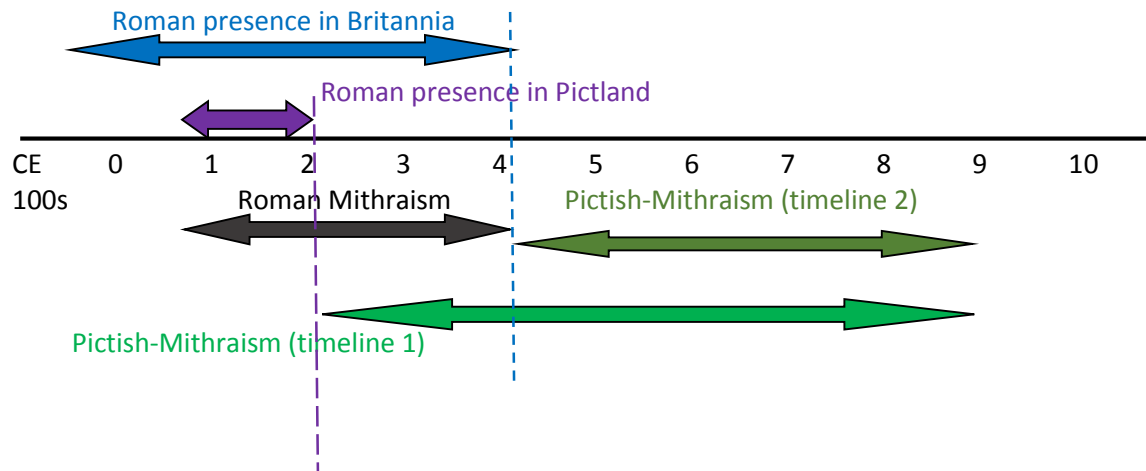 Roman presence in Britannia
Roman presence in Pictland
CE 0 1 2 3 4 5 6 7 8 9 10
100s
Roman Mithraism
Pictish-Mithraism (timeline 2)
Pictish-Mithraism (timeline 1)